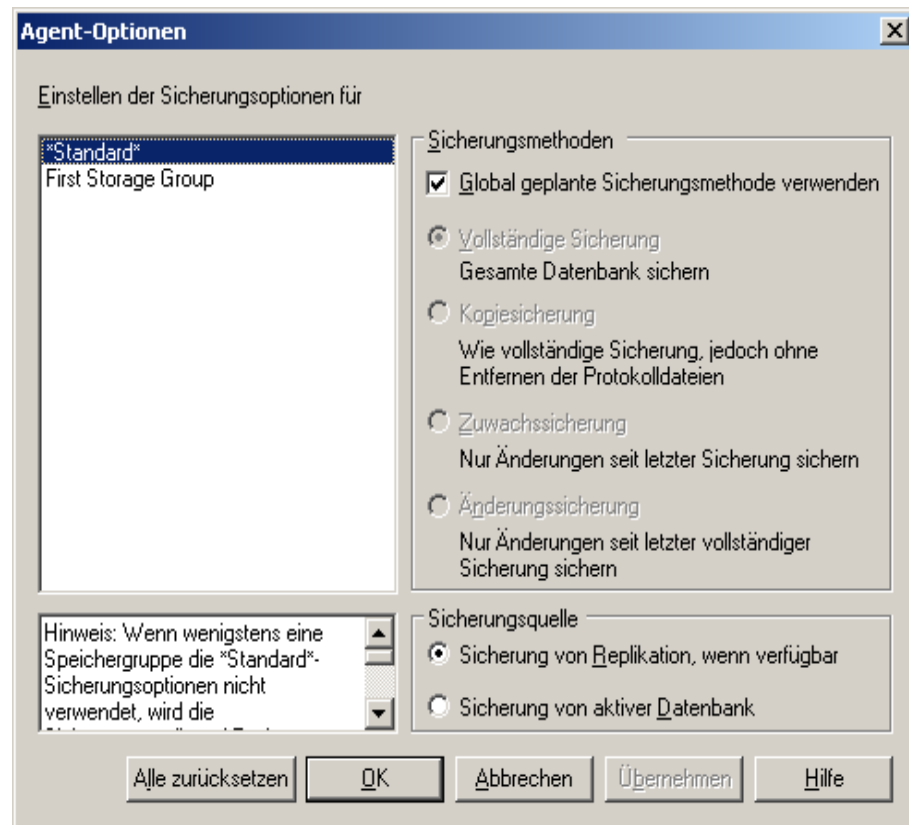 Agent-Optionen
Einstellen der Sicherungsoptionen für
*Standard*
First Storage Group
Sicherungsmethoden
Global geplante Sicherungsmethode verwenden
Vollständige Sicherung
Gesamte Datenbank sichern
Kopiesicherung
Wie vollständige Sicherung, jedoch ohne
Entfernen der Protokolldateien
Zuwachssicherung
Nur Änderungen seit letzter Sicherung sichern
Änderungssicherung
Nur Änderungen seit letzter vollständiger
Sicherung sichern
Hinweis: Wenn wenigstens eine
Speichergruppe die *Standard*-
Sicherungsoptionen nicht
verwendet, wird die
Sicherungsquelle
Sicherung von Replikation, wenn verfügbar
Sicherung von aktiver Datenbank
Alle zurücksetzen
OK
Abbrechen
Übernehmen
Hilfe